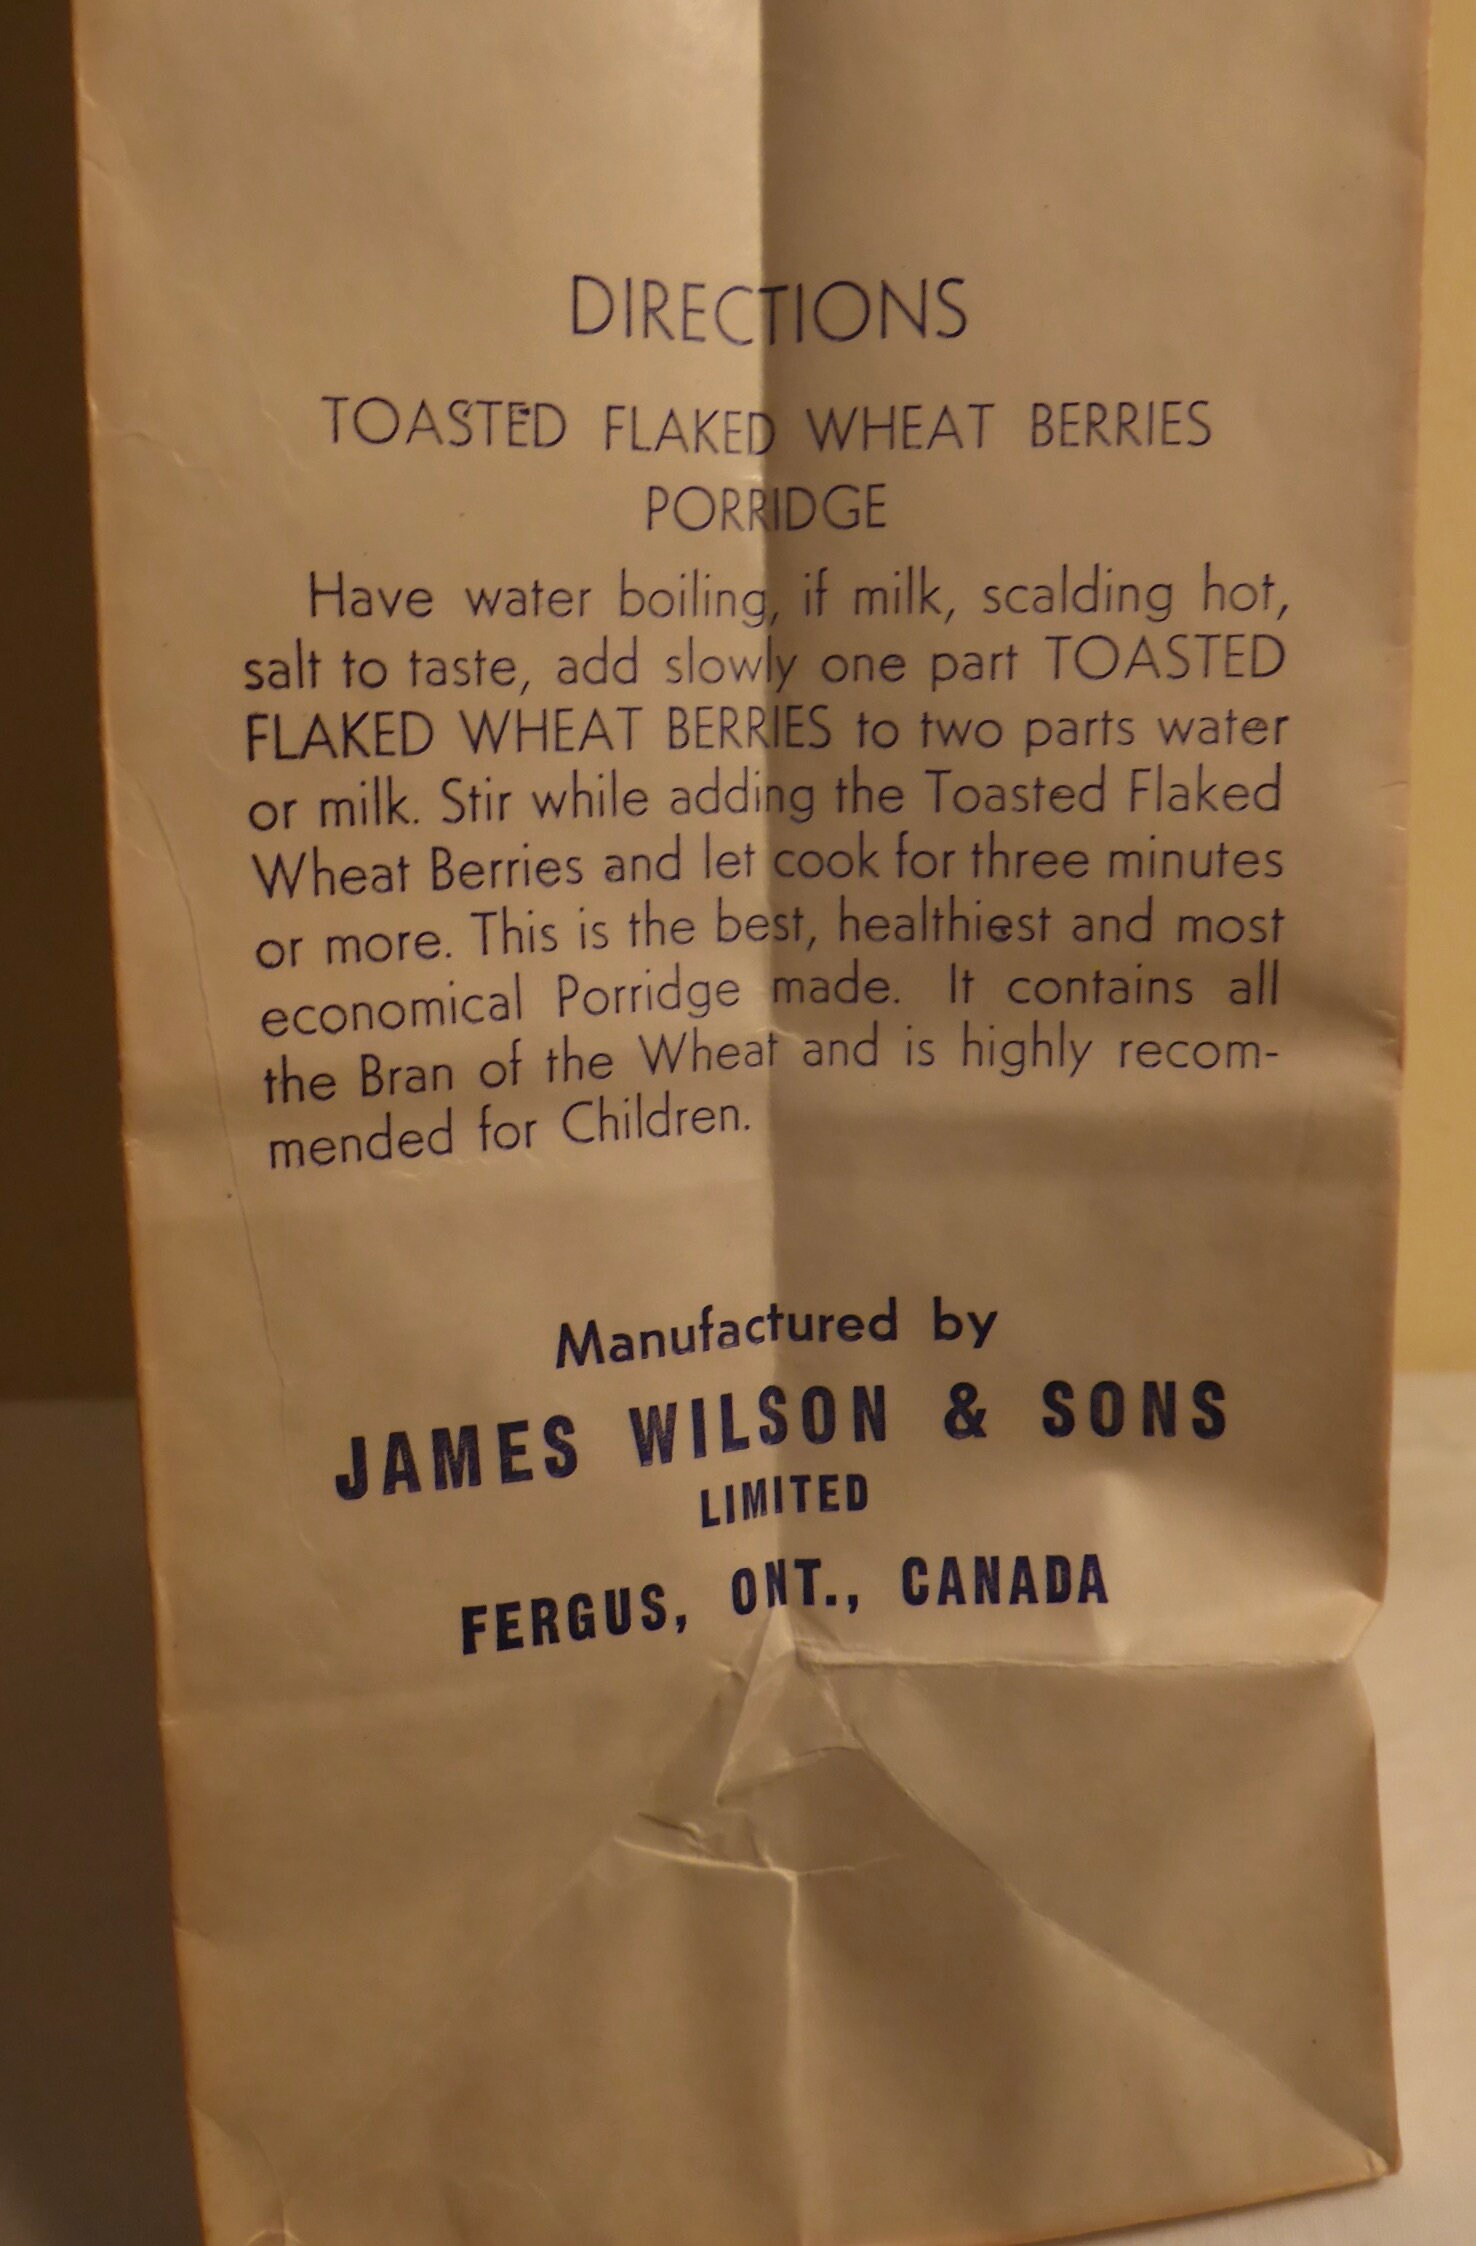 DIRECTIONS
TOASTED FLAKED WHEAT BERRIES
PORRIDGE
Have water boiling, if milk, scalding hot,
salt to taste, add slowly one part TOASTED
FLAKED WHEAT BERRIES to two parts water
or milk. Stir while adding the Toasted Flaked
Wheat Berries and let cook for three minutes
or more. This is the best, healthiest and most
economical Porridge made. It contains all
the Bran of the Wheat and is highly recom-
mended for Children.
Manufactured by
JAMES WILSON & SONS
LIMITED
FERGUS, ONT., CANADA